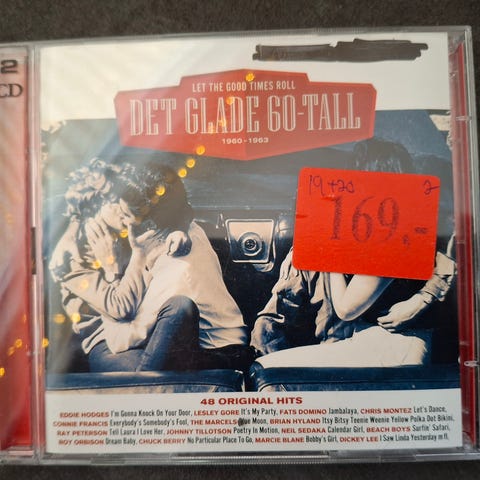 2
CD
LET THE GOOD TIMES ROLL
DET GLADE 60-TALL
1960-1963
19 +20 2
169,-
48 ORIGINAL HITS
EDDIE HODGES I'm Gonna Knock On Your Door, LESLEY GORE It's My Party, FATS DOMINO Jambalaya, CHRIS MONTEZ Let's Dance,
CONNIE FRANCIS Everybody's Somebody's Fool, THE MARCELS Blue Moon, BRIAN HYLAND Itsy Bitsy Teenie Weenie Yellow Polka Dot Bikini,
RAY PETERSON Tell Laura I Love Her, JOHNNY TILLOTSON Poetry In Motion, NEIL SEDAKA Calendar Girl, BEACH BOYS Surfin' Safari,
ROY ORBISON Dream Baby, CHUCK BERRY No Particular Place To Go, MARCIE BLANE Bobby's Girl, DICKEY LEE I Saw Linda Yesterday m fl.